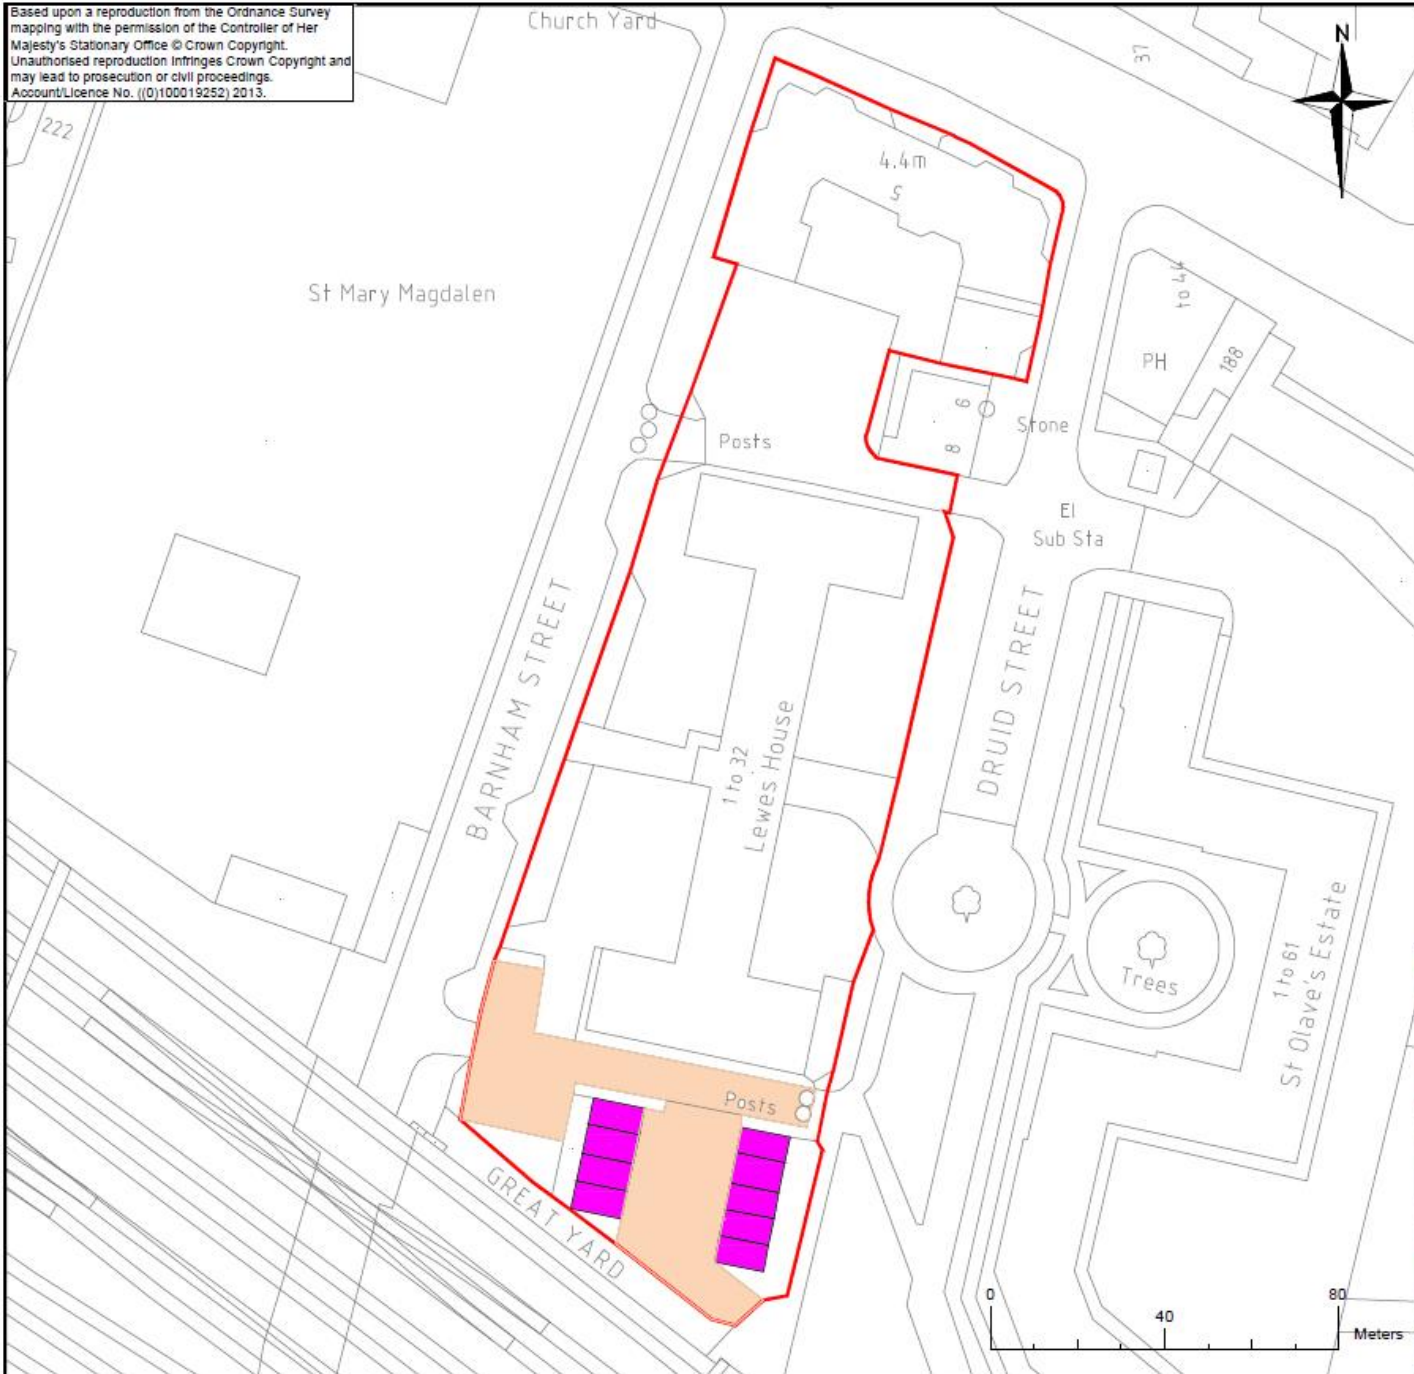 Based upon a reproduction from the Ordnance Survey
mapping with the permission of the Controller of Her
Majesty's Stationary Office © Crown Copyright.
Unauthorised reproduction infringes Crown Copyright and
may lead to prosecution or civil proceedings.
Account/Licence No. ((0)100019252) 2013.
Church Yard
N
37
222
4.4m
5
St Mary Magdalen
to 44
PH
188
6
8
Stone
Posts
El
Sub Sta
BARNHAM STREET
DRUID STREET
1 to 32
Lewes House
Trees
1 to 61
St Olave's Estate
Posts
GREAT YARD
0
40
80
Meters